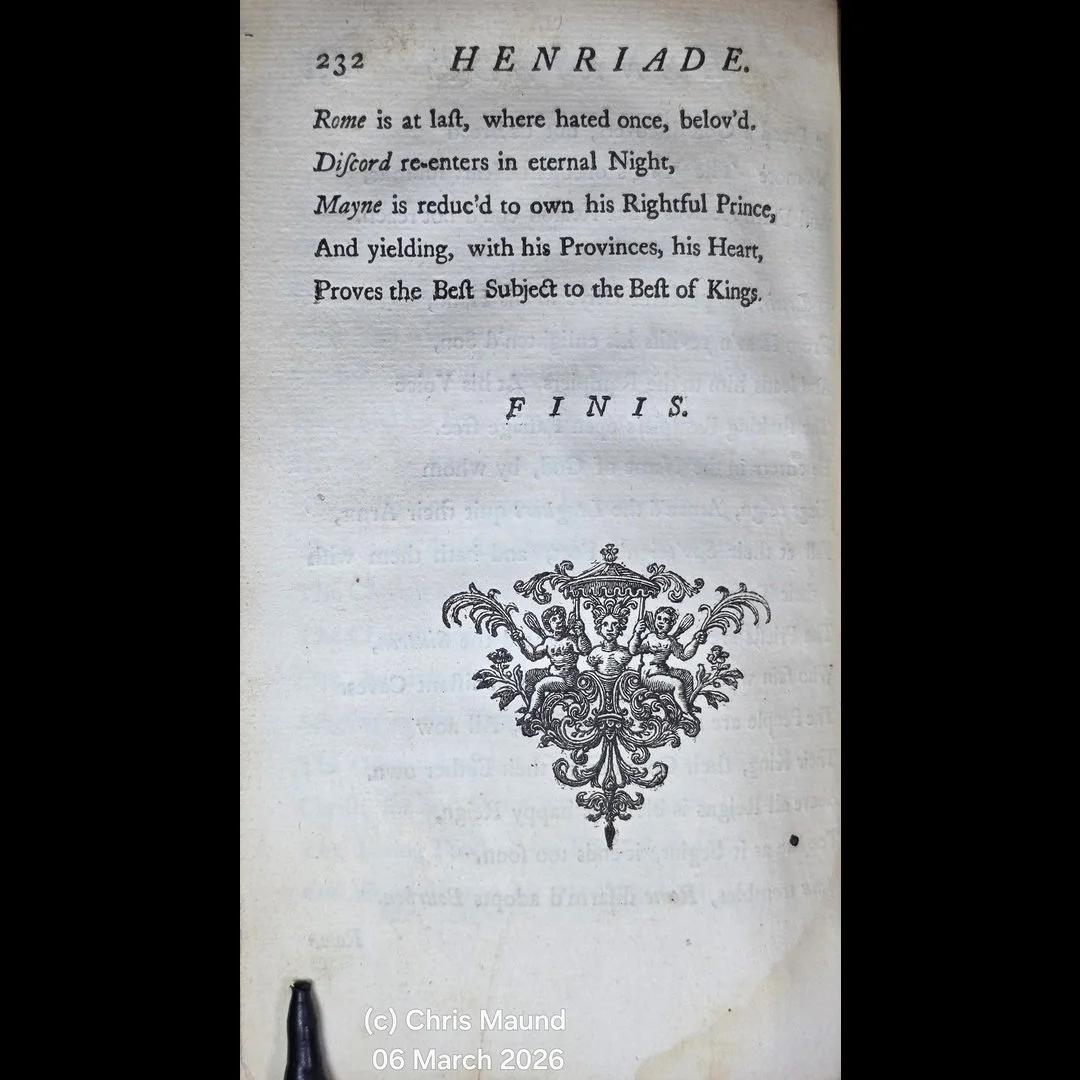 232 HENRIADE.
Rome is at laſt, where hated once, belov'd.
Diſcord re-enters in eternal Night,
Mayne is reduc'd to own his Rightful Prince,
And yielding, with his Provinces, his Heart,
Proves the Beſt Subject to the Beſt of Kings.
FINIS.
(c) Chris Maund
06 March 2026